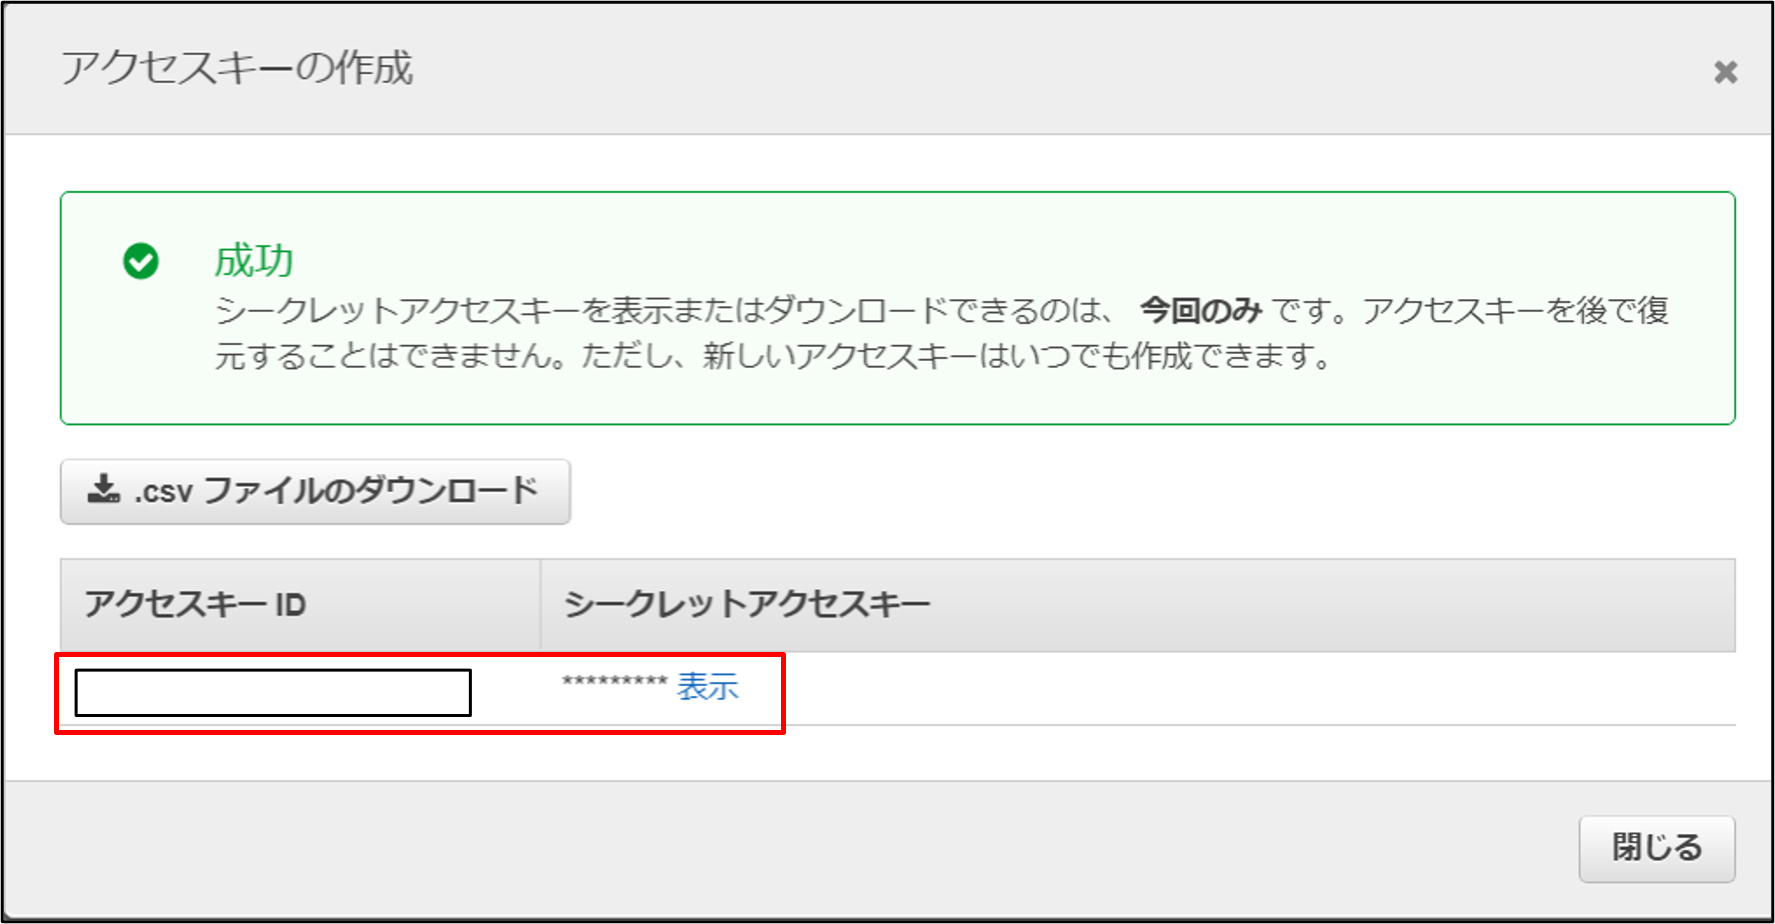 アクセスキーの作成
成功
シークレットアクセスキーを表示またはダウンロードできるのは、 今回のみ です。アクセスキーを後で復
元することはできません。ただし、新しいアクセスキーはいつでも作成できます。
.csv ファイルのダウンロード
アクセスキー ID シークレットアクセスキー
********* 表示
閉じる